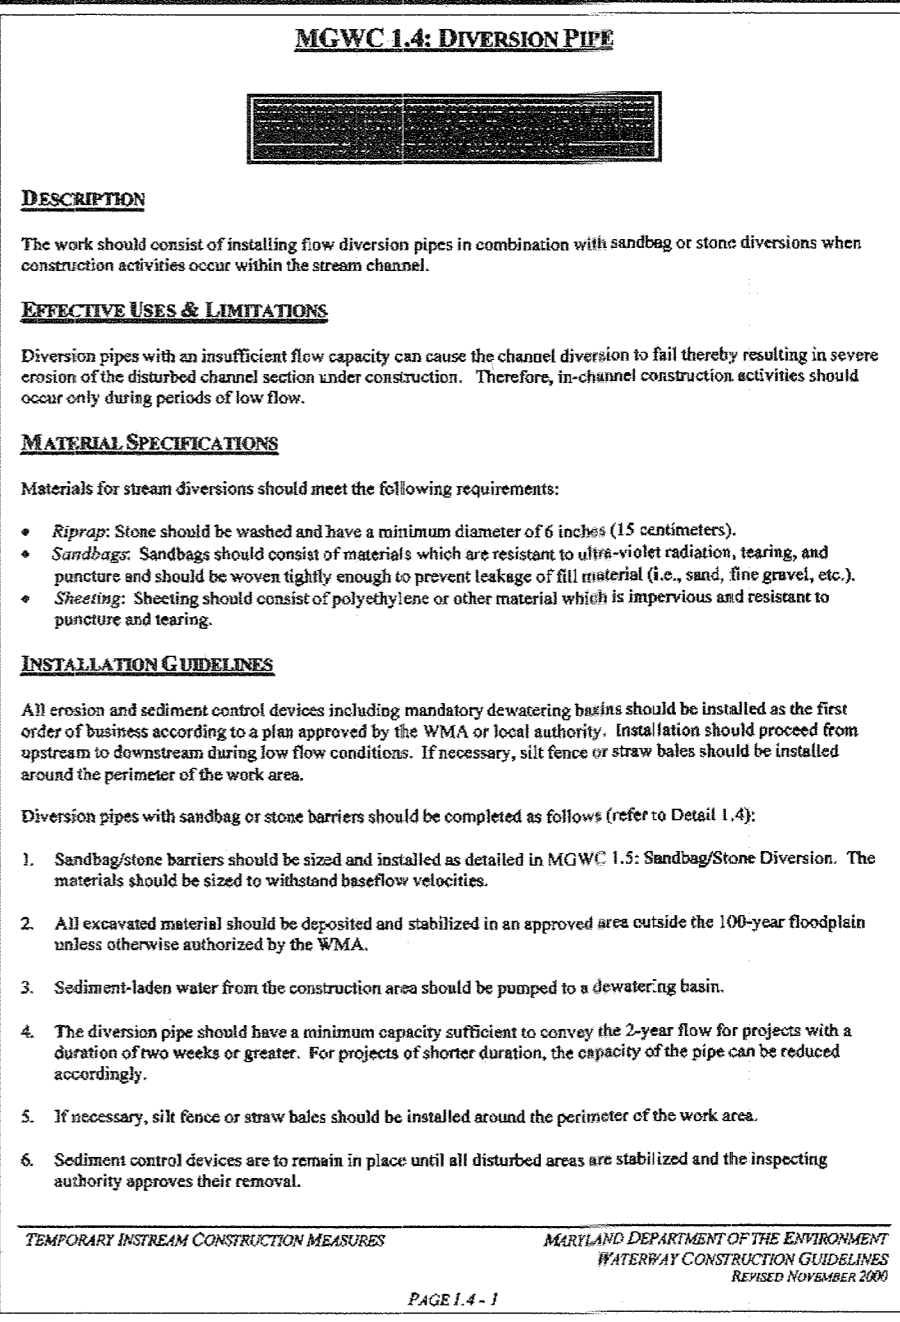 MGWC 1.4: DIVERSION PIPE
DESCRIPTION
The work should consist of installing flow diversion pipes in combination with sandbag or stone diversions when
construction activities occur within the stream channel.
EFFECTIVE USES & LIMITATIONS
Diversion pipes with an insufficient flow capacity can cause the channel diversion to fail thereby resulting in severe
erosion of the disturbed channel section under construction. Therefore, in-channel construction activities should
occur only during periods of low flow.
MATERIAL SPECIFICATIONS
Materials for stream diversions should meet the following requirements:
• Riprap: Stone should be washed and have a minimum diameter of 6 inches (15 centimeters).
• Sandbags: Sandbags should consist of materials which are resistant to ultra-violet radiation, tearing, and
puncture and should be woven tightly enough to prevent leakage of fill material (i.e., sand, fine gravel, etc.).
• Sheeting: Sheeting should consist of polyethylene or other material which is impervious and resistant to
puncture and tearing.
INSTALLATION GUIDELINES
All erosion and sediment control devices including mandatory dewatering basins should be installed as the first
order of business according to a plan approved by the WMA or local authority. Installation should proceed from
upstream to downstream during low flow conditions. If necessary, silt fence or straw bales should be installed
around the perimeter of the work area.
Diversion pipes with sandbag or stone barriers should be completed as follows (refer to Detail 1.4):
1. Sandbag/stone barriers should be sized and installed as detailed in MGWC 1.5: Sandbag/Stone Diversion. The
materials should be sized to withstand baseflow velocities.
2. All excavated material should be deposited and stabilized in an approved area outside the 100-year floodplain
unless otherwise authorized by the WMA.
3. Sediment-laden water from the construction area should be pumped to a dewatering basin.
4. The diversion pipe should have a minimum capacity sufficient to convey the 2-year flow for projects with a
duration of two weeks or greater. For projects of shorter duration, the capacity of the pipe can be reduced
accordingly.
5. If necessary, silt fence or straw bales should be installed around the perimeter of the work area.
6. Sediment control devices are to remain in place until all disturbed areas are stabilized and the inspecting
authority approves their removal.
TEMPORARY INSTREAM CONSTRUCTION MEASURES
MARYLAND DEPARTMENT OF THE ENVIRONMENT
WATERWAY CONSTRUCTION GUIDELINES
REVISED NOVEMBER 2000
PAGE 1.4 - 1